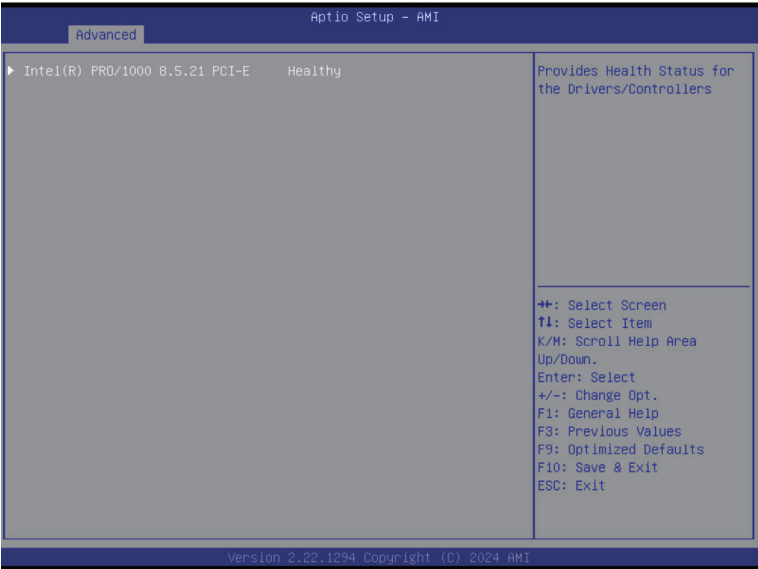 Aptio Setup – AMI
Advanced
▶ Intel(R) PRO/1000 8.5.21 PCI-E Healthy
Provides Health Status for
the Drivers/Controllers
→←: Select Screen
↑↓: Select Item
K/M: Scroll Help Area
Up/Down.
Enter: Select
+/-: Change Opt.
F1: General Help
F3: Previous Values
F9: Optimized Defaults
F10: Save & Exit
ESC: Exit
Version 2.22.1294 Copyright (C) 2024 AMI